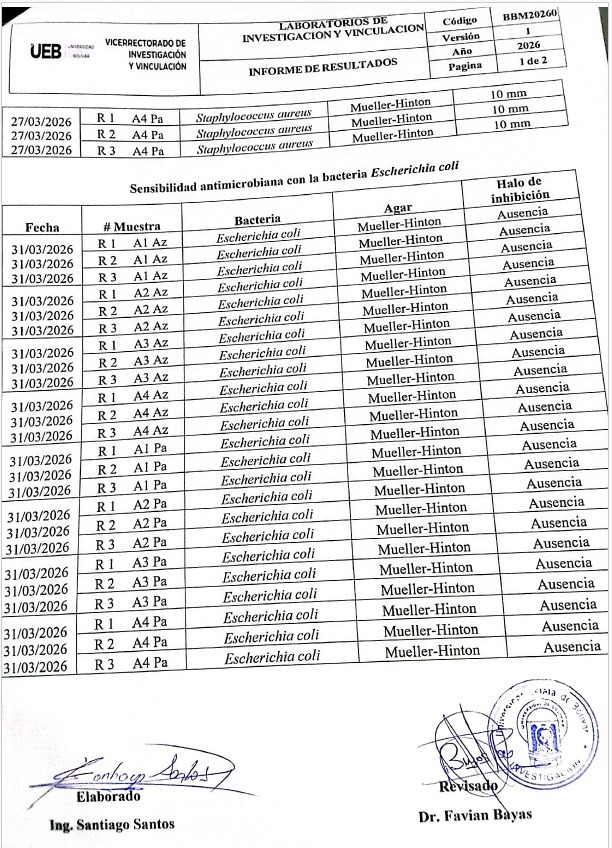 UEB
UNIVERSIDAD
BOLIVAR
VICERRECTORADO DE
INVESTIGACIÓN
Y VINCULACIÓN
LABORATORIOS DE
INVESTIGACION Y VINCULACION
INFORME DE RESULTADOS
Código BBM20260
Versión 1
Año 2026
Pagina 1 de 2
27/03/2026 R 1 A4 Pa Staphylococcus aureus Mueller-Hinton 10 mm
27/03/2026 R 2 A4 Pa Staphylococcus aureus Mueller-Hinton 10 mm
27/03/2026 R 3 A4 Pa Staphylococcus aureus Mueller-Hinton 10 mm
Sensibilidad antimicrobiana con la bacteria Escherichia coli
Fecha # Muestra Bacteria Agar Halo de inhibición
31/03/2026 R 1 A1 Az Escherichia coli Mueller-Hinton Ausencia
31/03/2026 R 2 A1 Az Escherichia coli Mueller-Hinton Ausencia
31/03/2026 R 3 A1 Az Escherichia coli Mueller-Hinton Ausencia
31/03/2026 R 1 A2 Az Escherichia coli Mueller-Hinton Ausencia
31/03/2026 R 2 A2 Az Escherichia coli Mueller-Hinton Ausencia
31/03/2026 R 3 A2 Az Escherichia coli Mueller-Hinton Ausencia
31/03/2026 R 1 A3 Az Escherichia coli Mueller-Hinton Ausencia
31/03/2026 R 2 A3 Az Escherichia coli Mueller-Hinton Ausencia
31/03/2026 R 3 A3 Az Escherichia coli Mueller-Hinton Ausencia
31/03/2026 R 1 A4 Az Escherichia coli Mueller-Hinton Ausencia
31/03/2026 R 2 A4 Az Escherichia coli Mueller-Hinton Ausencia
31/03/2026 R 3 A4 Az Escherichia coli Mueller-Hinton Ausencia
31/03/2026 R 1 A1 Pa Escherichia coli Mueller-Hinton Ausencia
31/03/2026 R 2 A1 Pa Escherichia coli Mueller-Hinton Ausencia
31/03/2026 R 3 A1 Pa Escherichia coli Mueller-Hinton Ausencia
31/03/2026 R 1 A2 Pa Escherichia coli Mueller-Hinton Ausencia
31/03/2026 R 2 A2 Pa Escherichia coli Mueller-Hinton Ausencia
31/03/2026 R 3 A2 Pa Escherichia coli Mueller-Hinton Ausencia
31/03/2026 R 1 A3 Pa Escherichia coli Mueller-Hinton Ausencia
31/03/2026 R 2 A3 Pa Escherichia coli Mueller-Hinton Ausencia
31/03/2026 R 3 A3 Pa Escherichia coli Mueller-Hinton Ausencia
31/03/2026 R 1 A4 Pa Escherichia coli Mueller-Hinton Ausencia
31/03/2026 R 2 A4 Pa Escherichia coli Mueller-Hinton Ausencia
31/03/2026 R 3 A4 Pa Escherichia coli Mueller-Hinton Ausencia
Elaborado
Ing. Santiago Santos
Revisado
Dr. Favian Bayas
INVESTIGACIÓN